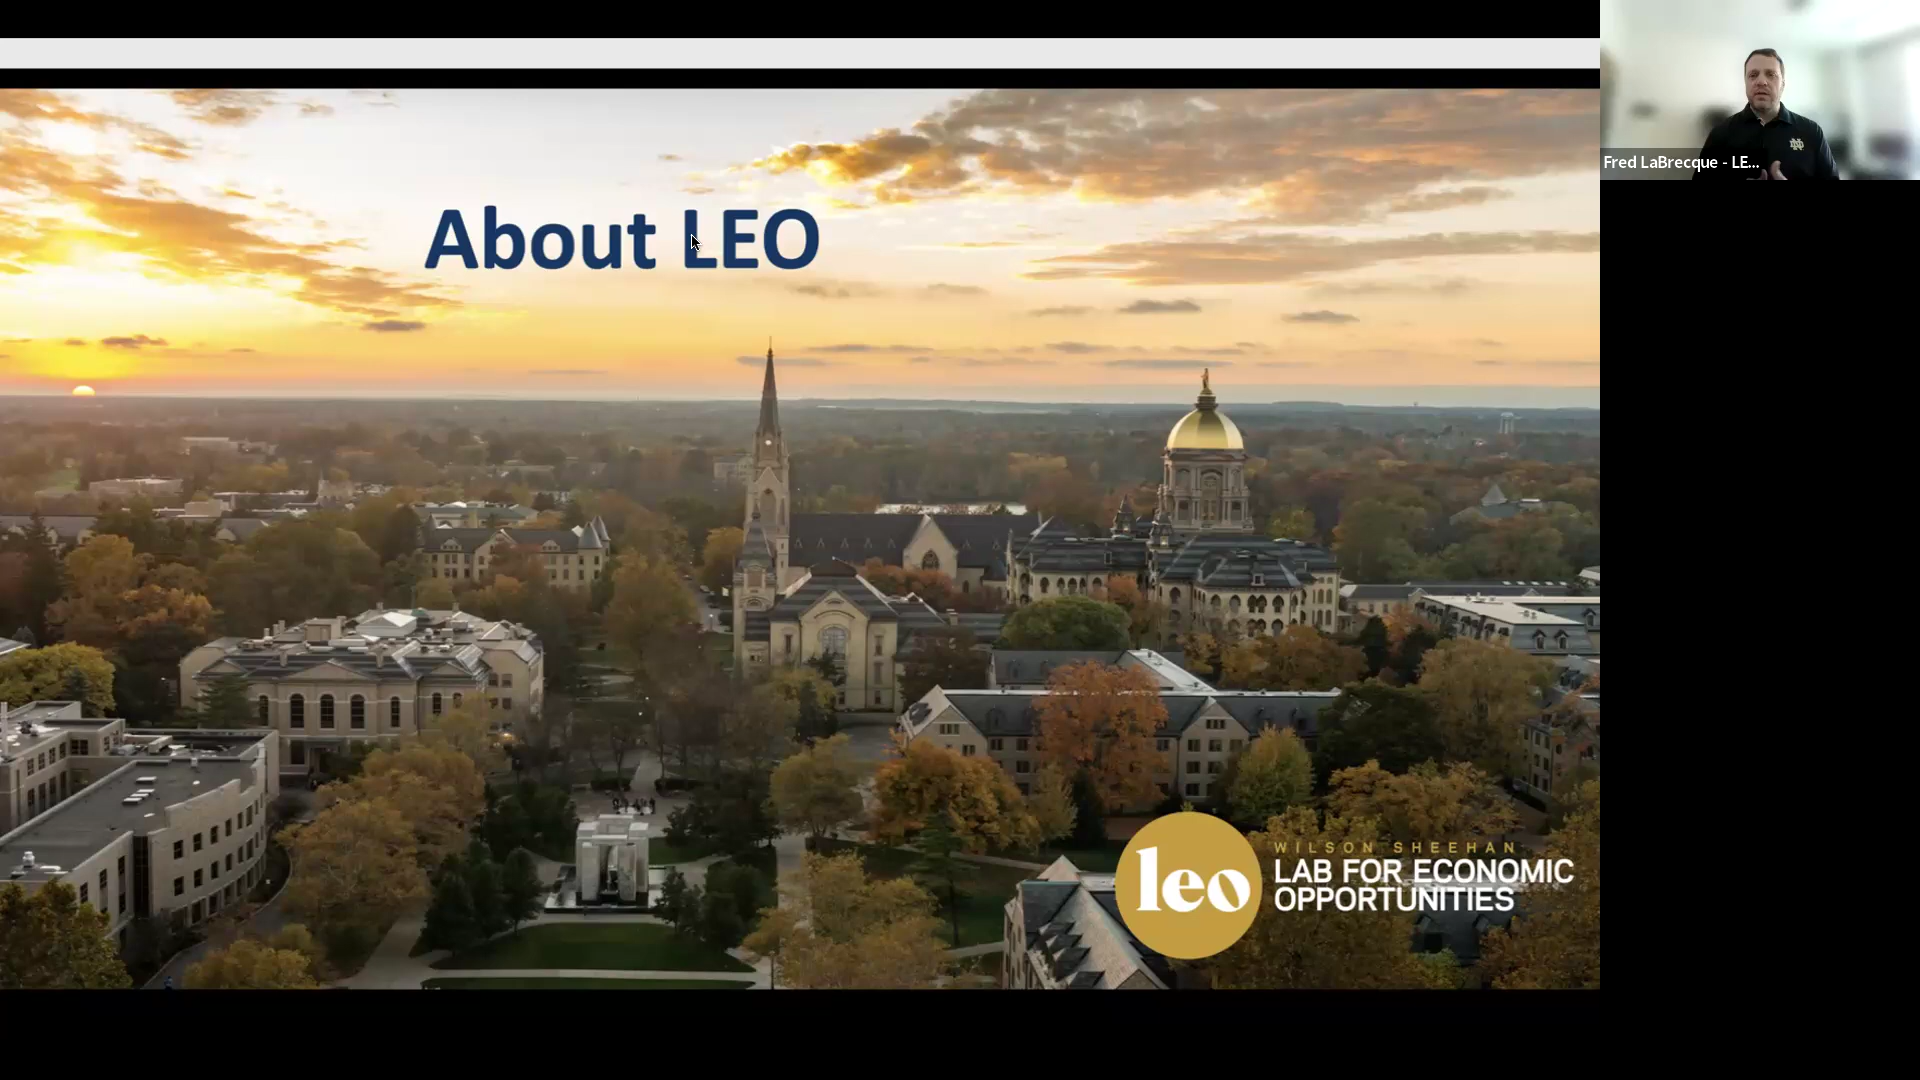 About LEO
Fred LaBrecque - LE...
leo
WILSON SHEEHAN
LAB FOR ECONOMIC
OPPORTUNITIES